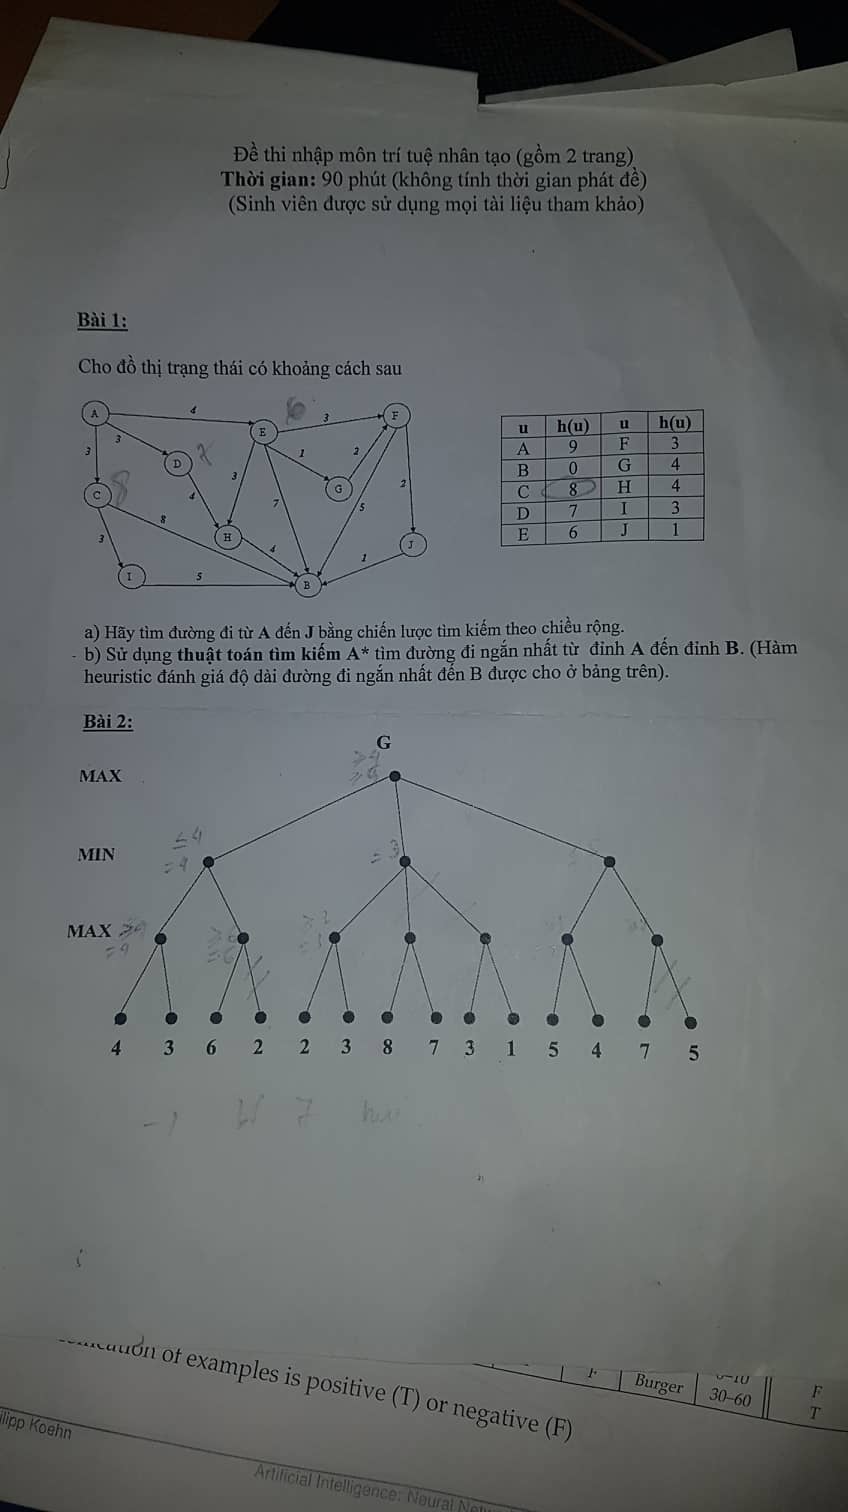 Đề thi nhập môn trí tuệ nhân tạo (gồm 2 trang)
Thời gian: 90 phút (không tính thời gian phát đề)
(Sinh viên được sử dụng mọi tài liệu tham khảo)
Bài 1:
Cho đồ thị trạng thái có khoảng cách sau
A 4 E 3 F
3 3 D 1 2
C 4 3 7 G 5 2
8 H 4 J
3 I 5 B 1
u h(u) u h(u)
A 9 F 3
B 0 G 4
C 8 H 4
D 7 I 3
E 6 J 1
a) Hãy tìm đường đi từ A đến J bằng chiến lược tìm kiếm theo chiều rộng.
- b) Sử dụng thuật toán tìm kiếm A* tìm đường đi ngắn nhất từ đỉnh A đến đỉnh B. (Hàm
heuristic đánh giá độ dài đường đi ngắn nhất đến B được cho ở bảng trên).
Bài 2:
G
MAX
≤4
MIN
=4 = 3
MAX
4 3 6 2 2 3 8 7 3 1 5 4 7 5
of examples is positive (T) or negative (F)
Burger 30–60 F
T
Koehn
Artificial Intelligence: Neural